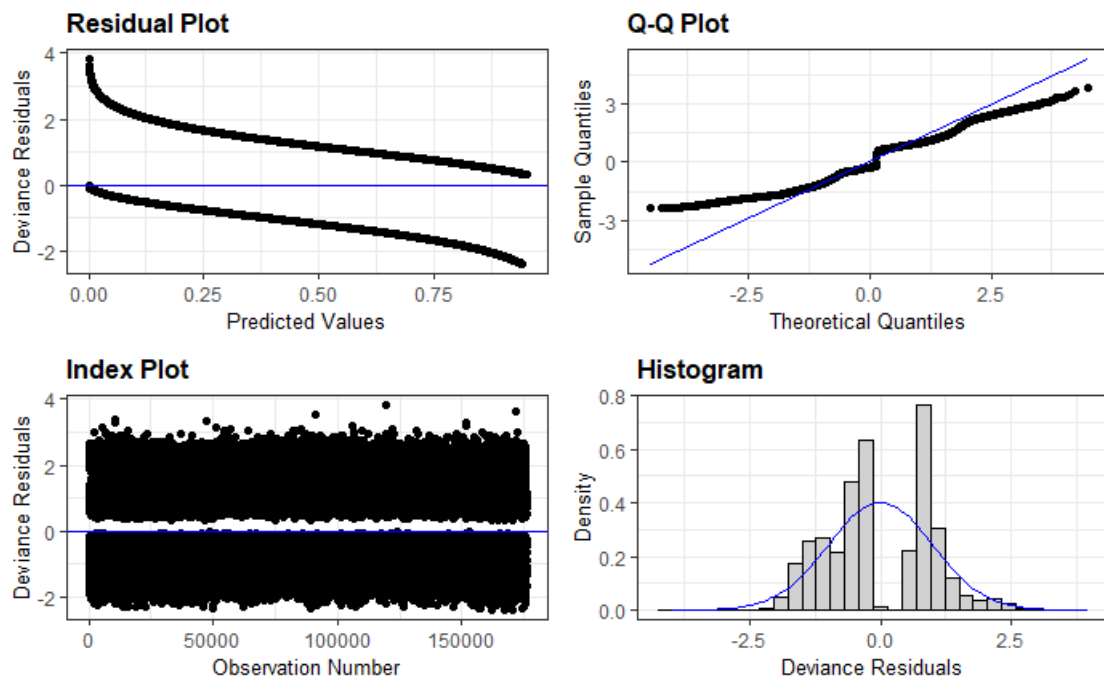 Residual Plot
4
2
0
-2
Deviance Residuals
0.00 0.25 0.50 0.75
Predicted Values
Q-Q Plot
3
0
-3
Sample Quantiles
-2.5 0.0 2.5
Theoretical Quantiles
Index Plot
4
2
0
-2
Deviance Residuals
0 50000 100000 150000
Observation Number
Histogram
0.8
0.6
0.4
0.2
0.0
Density
-2.5 0.0 2.5
Deviance Residuals